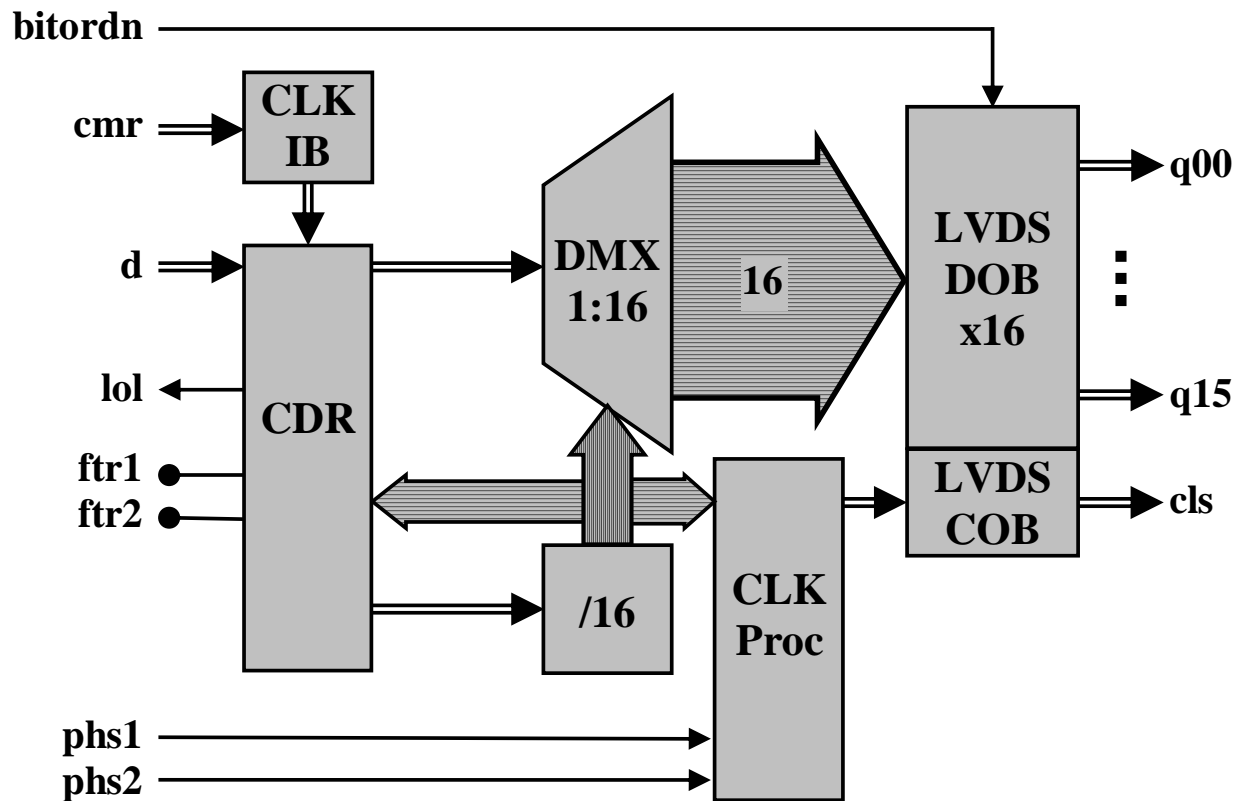 bitordn
cmr
CLK
IB
d
lol
ftr1
ftr2
CDR
DMX
1:16
16
/16
CLK
Proc
phs1
phs2
LVDS
DOB
x16
LVDS
COB
q00
q15
cls